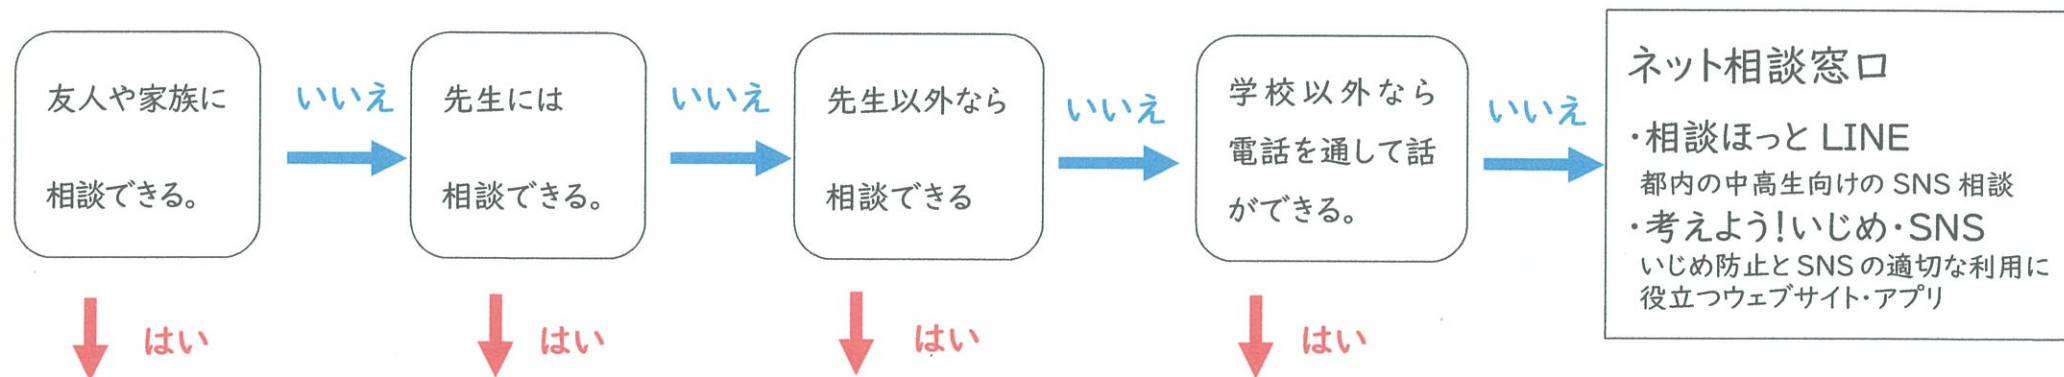 友人や家族に
相談できる。
いいえ
先生には
相談できる。
いいえ
先生以外なら
相談できる
いいえ
学校以外なら
電話を通して話
ができる。
いいえ
ネット相談窓口
・相談ほっと LINE
都内の中高生向けの SNS 相談
・考えよう!いじめ・SNS
いじめ防止と SNS の適切な利用に
役立つウェブサイト・アプリ
はい
はい
はい
はい